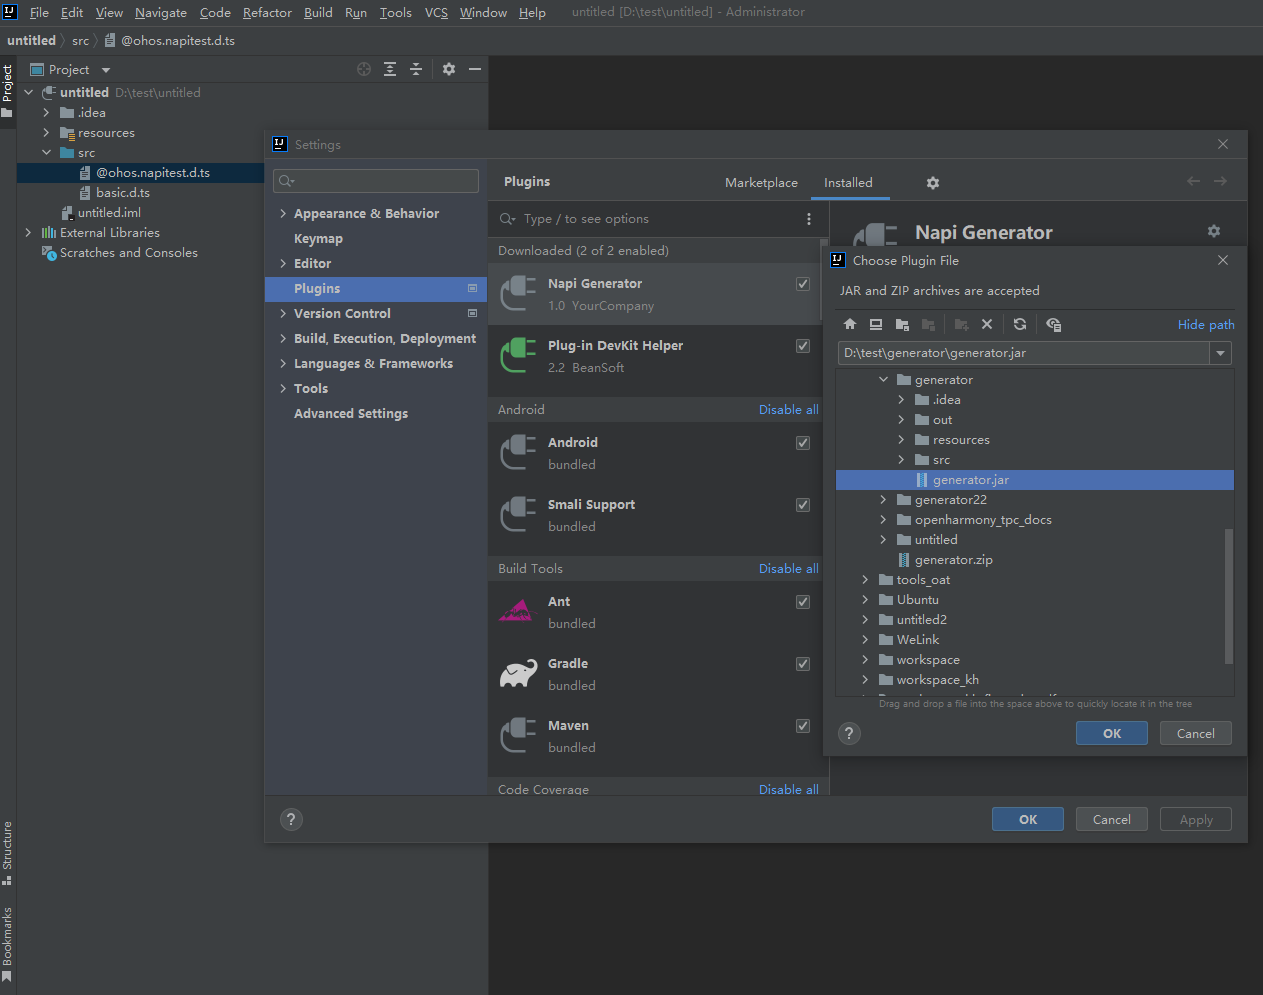 File Edit View Navigate Code Refactor Build Run Tools VCS Window Help untitled [D:\test\untitled] - Administrator
untitled src @ohos.napitest.d.ts
Project
Project
untitled D:\test\untitled
.idea
resources
src
@ohos.napitest.d.ts
basic.d.ts
untitled.iml
External Libraries
Scratches and Consoles
Structure
Bookmarks
Settings
Appearance & Behavior
Keymap
Editor
Plugins
Version Control
Build, Execution, Deployment
Languages & Frameworks
Tools
Advanced Settings
Plugins Marketplace Installed
Type / to see options
Downloaded (2 of 2 enabled)
Napi Generator
1.0 YourCompany
Plug-in DevKit Helper
2.2 BeanSoft
Android Disable all
Android
bundled
Smali Support
bundled
Build Tools Disable all
Ant
bundled
Gradle
bundled
Maven
bundled
Code Coverage Disable all
Napi Generator
Choose Plugin File
JAR and ZIP archives are accepted
Hide path
D:\test\generator\generator.jar
generator
.idea
out
resources
src
generator.jar
generator22
openharmony_tpc_docs
untitled
generator.zip
tools_oat
Ubuntu
untitled2
WeLink
workspace
workspace_kh
Drag and drop a file into the space above to quickly locate it in the tree
? OK Cancel
? OK Cancel Apply